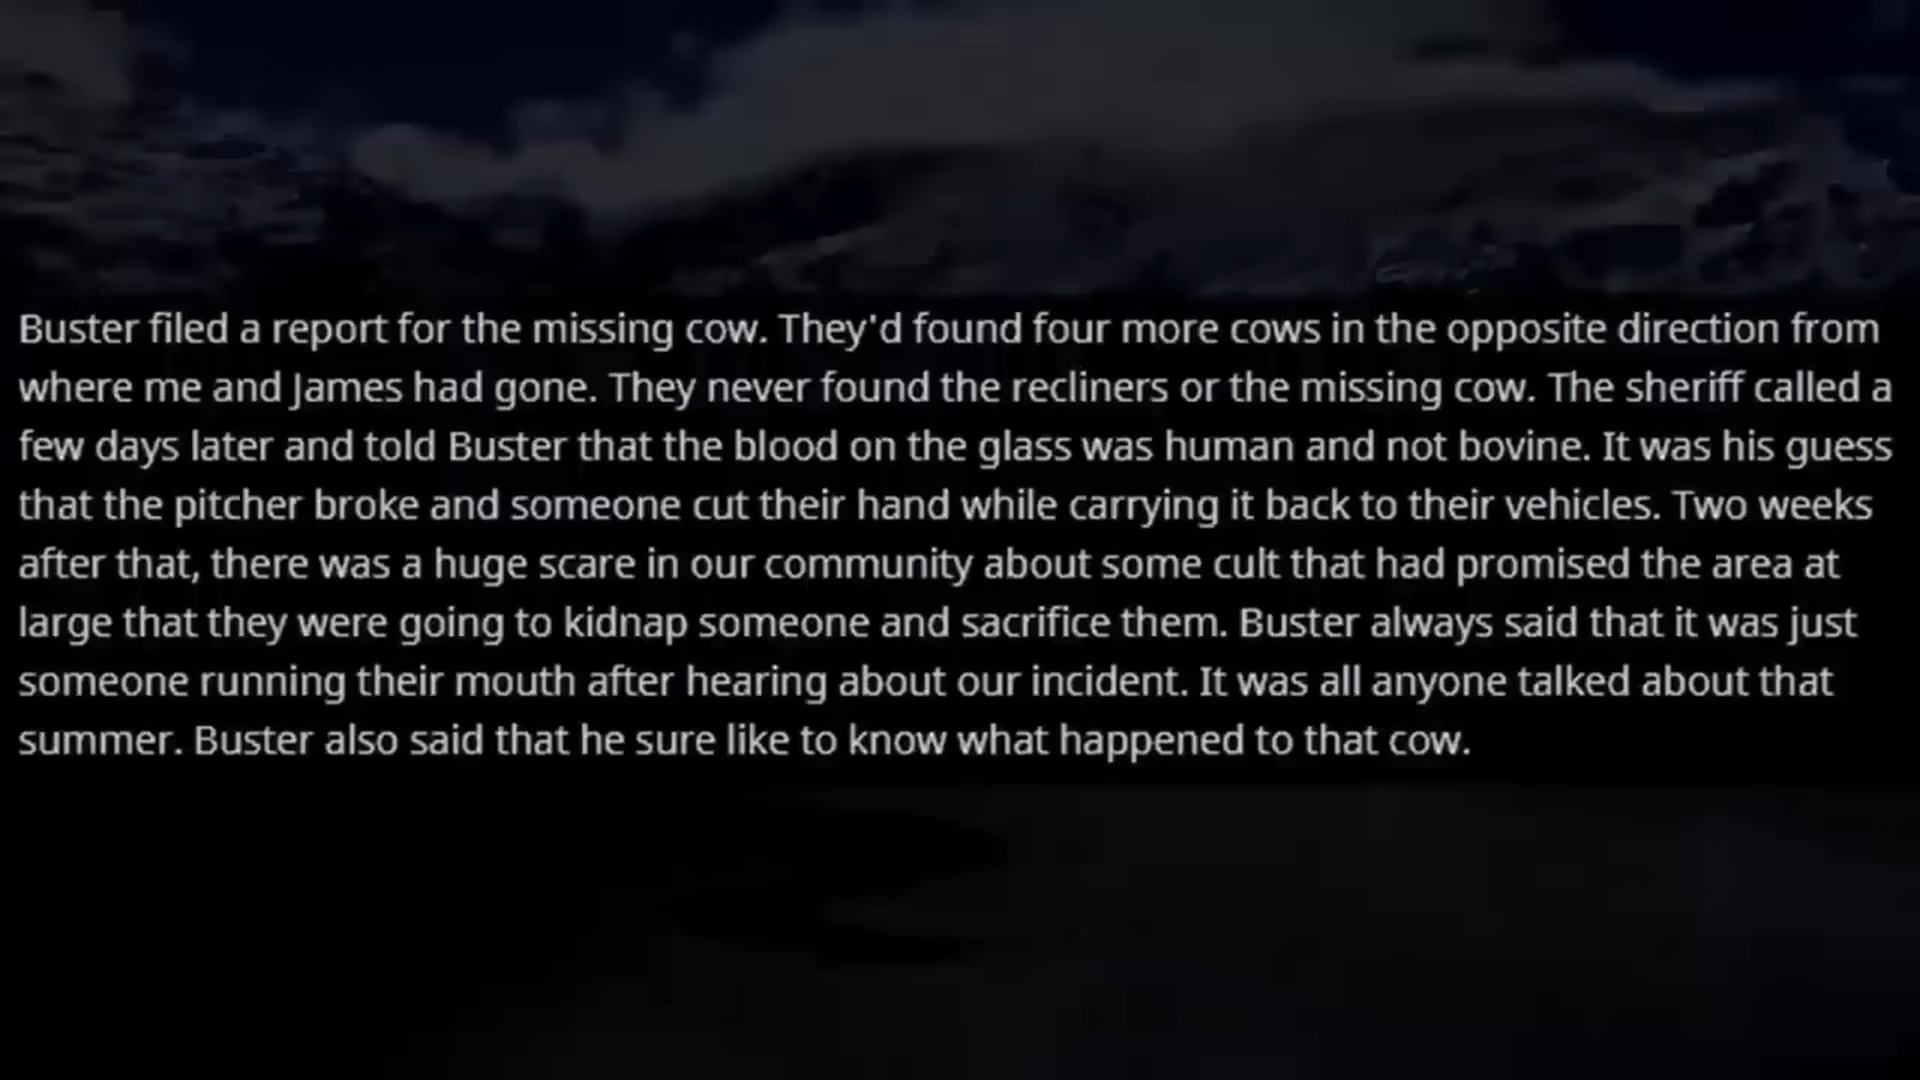 Buster filed a report for the missing cow. They'd found four more cows in the opposite direction from
where me and James had gone. They never found the recliners or the missing cow. The sheriff called a
few days later and told Buster that the blood on the glass was human and not bovine. It was his guess
that the pitcher broke and someone cut their hand while carrying it back to their vehicles. Two weeks
after that, there was a huge scare in our community about some cult that had promised the area at
large that they were going to kidnap someone and sacrifice them. Buster always said that it was just
someone running their mouth after hearing about our incident. It was all anyone talked about that
summer. Buster also said that he sure like to know what happened to that cow.